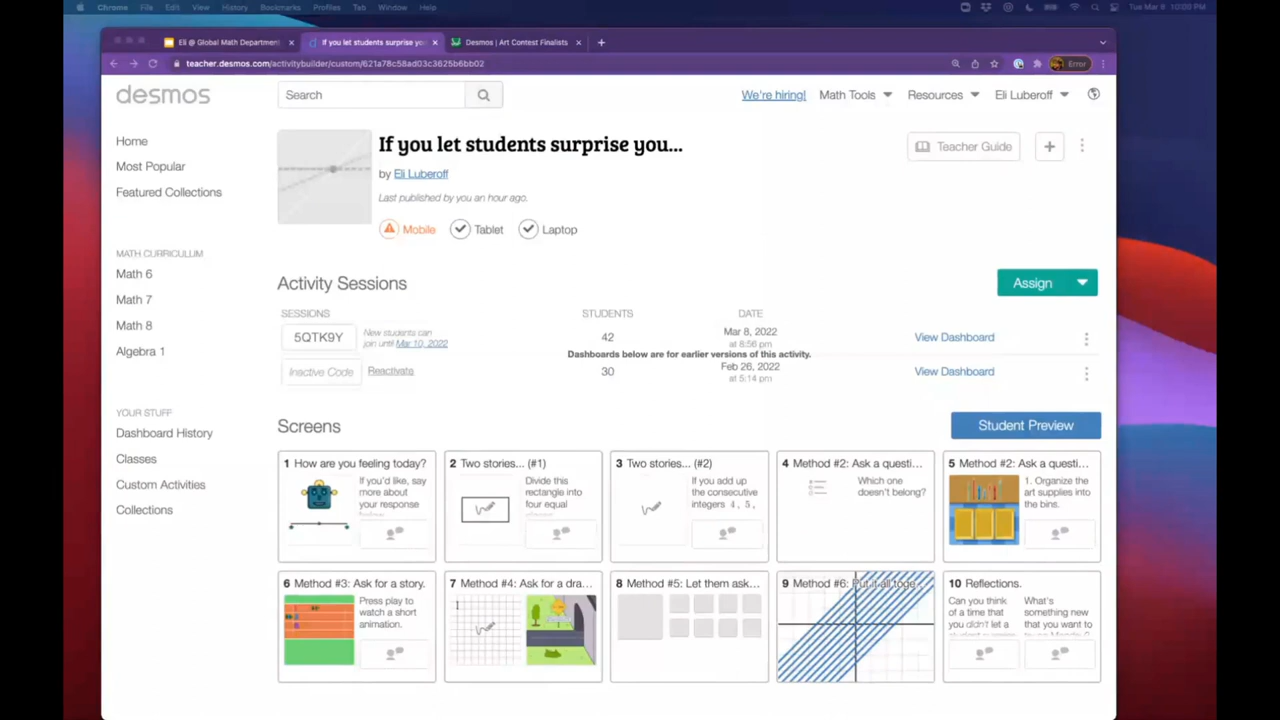 Chrome File Edit View History Bookmarks Profiles Tab Window Help
Tue Mar 8 10:00 PM
Eli @ Global Math Department
If you let students surprise you
Desmos | Art Contest Finalists
teacher.desmos.com/activitybuilder/custom/621a78c58ad03c3625b6bb02
Error
desmos
Search
We're hiring!
Math Tools
Resources
Eli Luberoff
Home
Most Popular
Featured Collections
MATH CURRICULUM
Math 6
Math 7
Math 8
Algebra 1
YOUR STUFF
Dashboard History
Classes
Custom Activities
Collections
If you let students surprise you...
by Eli Luberoff
Last published by you an hour ago.
Mobile
Tablet
Laptop
Teacher Guide
Activity Sessions
Assign
SESSIONS
STUDENTS
DATE
5QTK9Y
New students can
join until Mar 10, 2022
42
Mar 8, 2022
at 8:56 pm
View Dashboard
Dashboards below are for earlier versions of this activity.
Inactive Code
Reactivate
30
Feb 26, 2022
at 5:14 pm
View Dashboard
Screens
Student Preview
1 How are you feeling today?
If you'd like, say
more about
your response
2 Two stories... (#1)
Divide this
rectangle into
four equal
3 Two stories... (#2)
If you add up
the consecutive
integers 4, 5,
4 Method #2: Ask a questi...
Which one
doesn't belong?
5 Method #2: Ask a questi...
1. Organize the
art supplies into
the bins.
6 Method #3: Ask for a story.
Press play to
watch a short
animation.
7 Method #4: Ask for a dra...
8 Method #5: Let them ask...
9 Method #6: Put it all toge...
10 Reflections.
Can you think
of a time that
you didn't let a
What's
something new
that you want